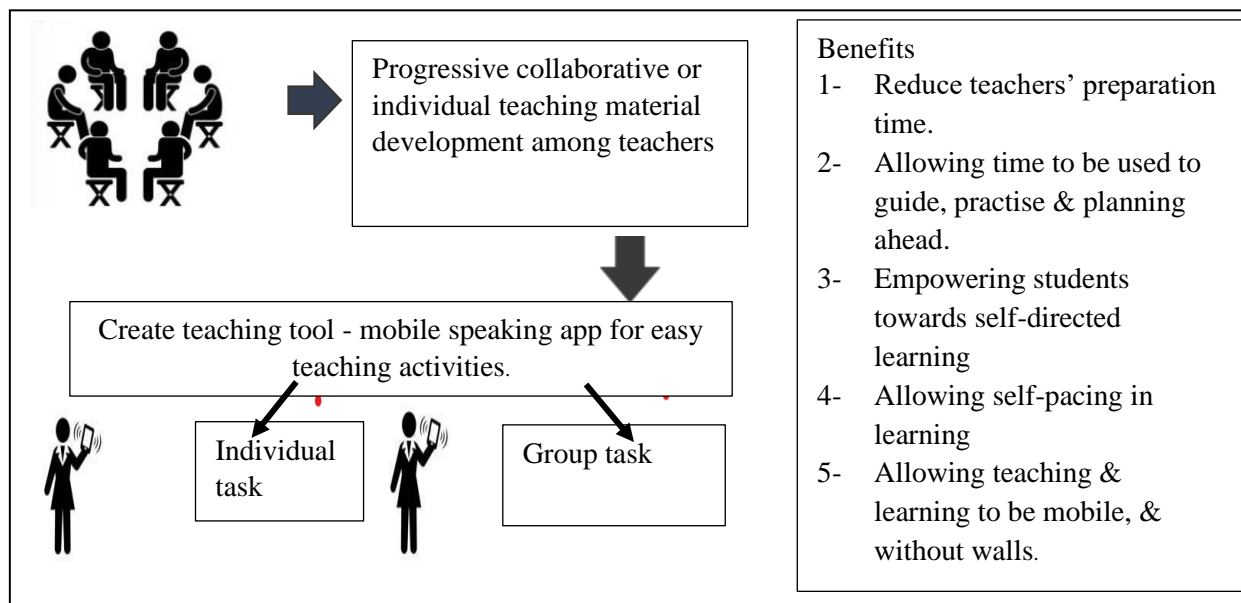 Progressive collaborative or
individual teaching material
development among teachers
Create teaching tool - mobile speaking app for easy
teaching activities.
Individual
task
Group task
Benefits
1- Reduce teachers’ preparation
time.
2- Allowing time to be used to
guide, practise & planning
ahead.
3- Empowering students
towards self-directed
learning
4- Allowing self-pacing in
learning
5- Allowing teaching &
learning to be mobile, &
without walls.